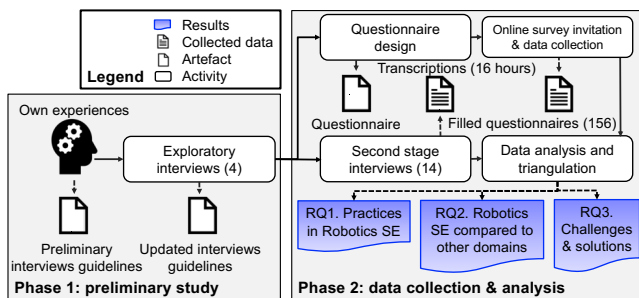 Results
Collected data
Artefact
Legend
Activity
Own experiences
Exploratory
interviews (4)
Preliminary
interviews guidelines
Updated interviews
guidelines
Phase 1: preliminary study
Questionnaire
design
Online survey invitation
& data collection
Transcriptions (16 hours)
Questionnaire
Filled questionnaires (156)
Second stage
interviews (14)
Data analysis and
triangulation
RQ1. Practices
in Robotics SE
RQ2. Robotics
SE compared to
other domains
RQ3.
Challenges
& solutions
Phase 2: data collection & analysis